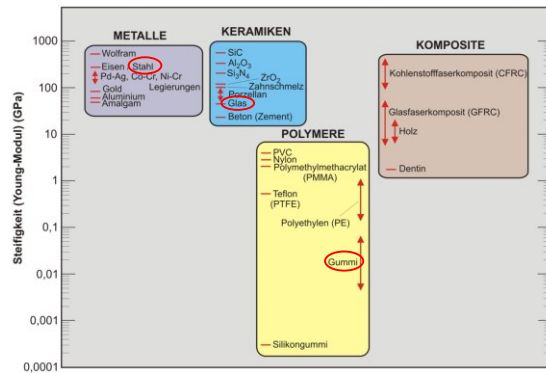 METALLE
KERAMIKEN
KOMPOSITE
POLYMERE
Steifigkeit (Young-Modul) (GPa)
1000
100
10
1
0,1
0,01
0,001
0,0001
Wolfram
Eisen Stahl
Pd-Ag, Co-Cr, Ni-Cr
Legierungen
Gold
Aluminium
Amalgam
SiC
Al₂O₃
Si₃N₄
ZrO₂
Zahnschmelz
Porzellan
Glas
Beton (Zement)
Kohlenstofffaserkomposit (CFRC)
Glasfaserkomposit (GFRC)
Holz
Dentin
PVC
Nylon
Polymethylmethacrylat
(PMMA)
Teflon
(PTFE)
Polyethylen (PE)
Gummi
Silikongummi